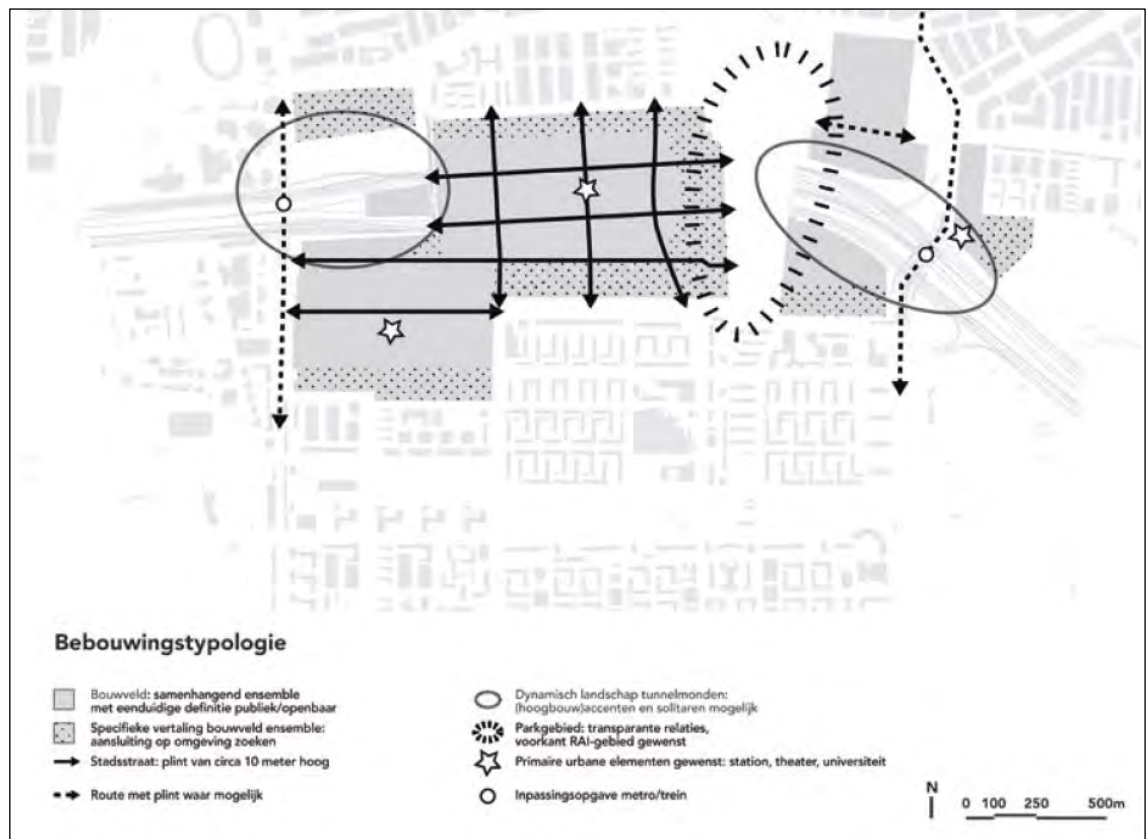 Bebouwingstypologie
Bouwveld: samenhangend ensemble
met eenduidige definitie publiek/openbaar
Specifieke vertaling bouwveld ensemble:
aansluiting op omgeving zoeken
Stadsstraat: plint van circa 10 meter hoog
Route met plint waar mogelijk
Dynamisch landschap tunnelmonden:
(hoogbouw)accenten en solitaren mogelijk
Parkgebied: transparante relaties,
voorkant RAI-gebied gewenst
Primaire urbane elementen gewenst: station, theater, universiteit
Inpassingsopgave metro/trein
N
0 100 250 500m